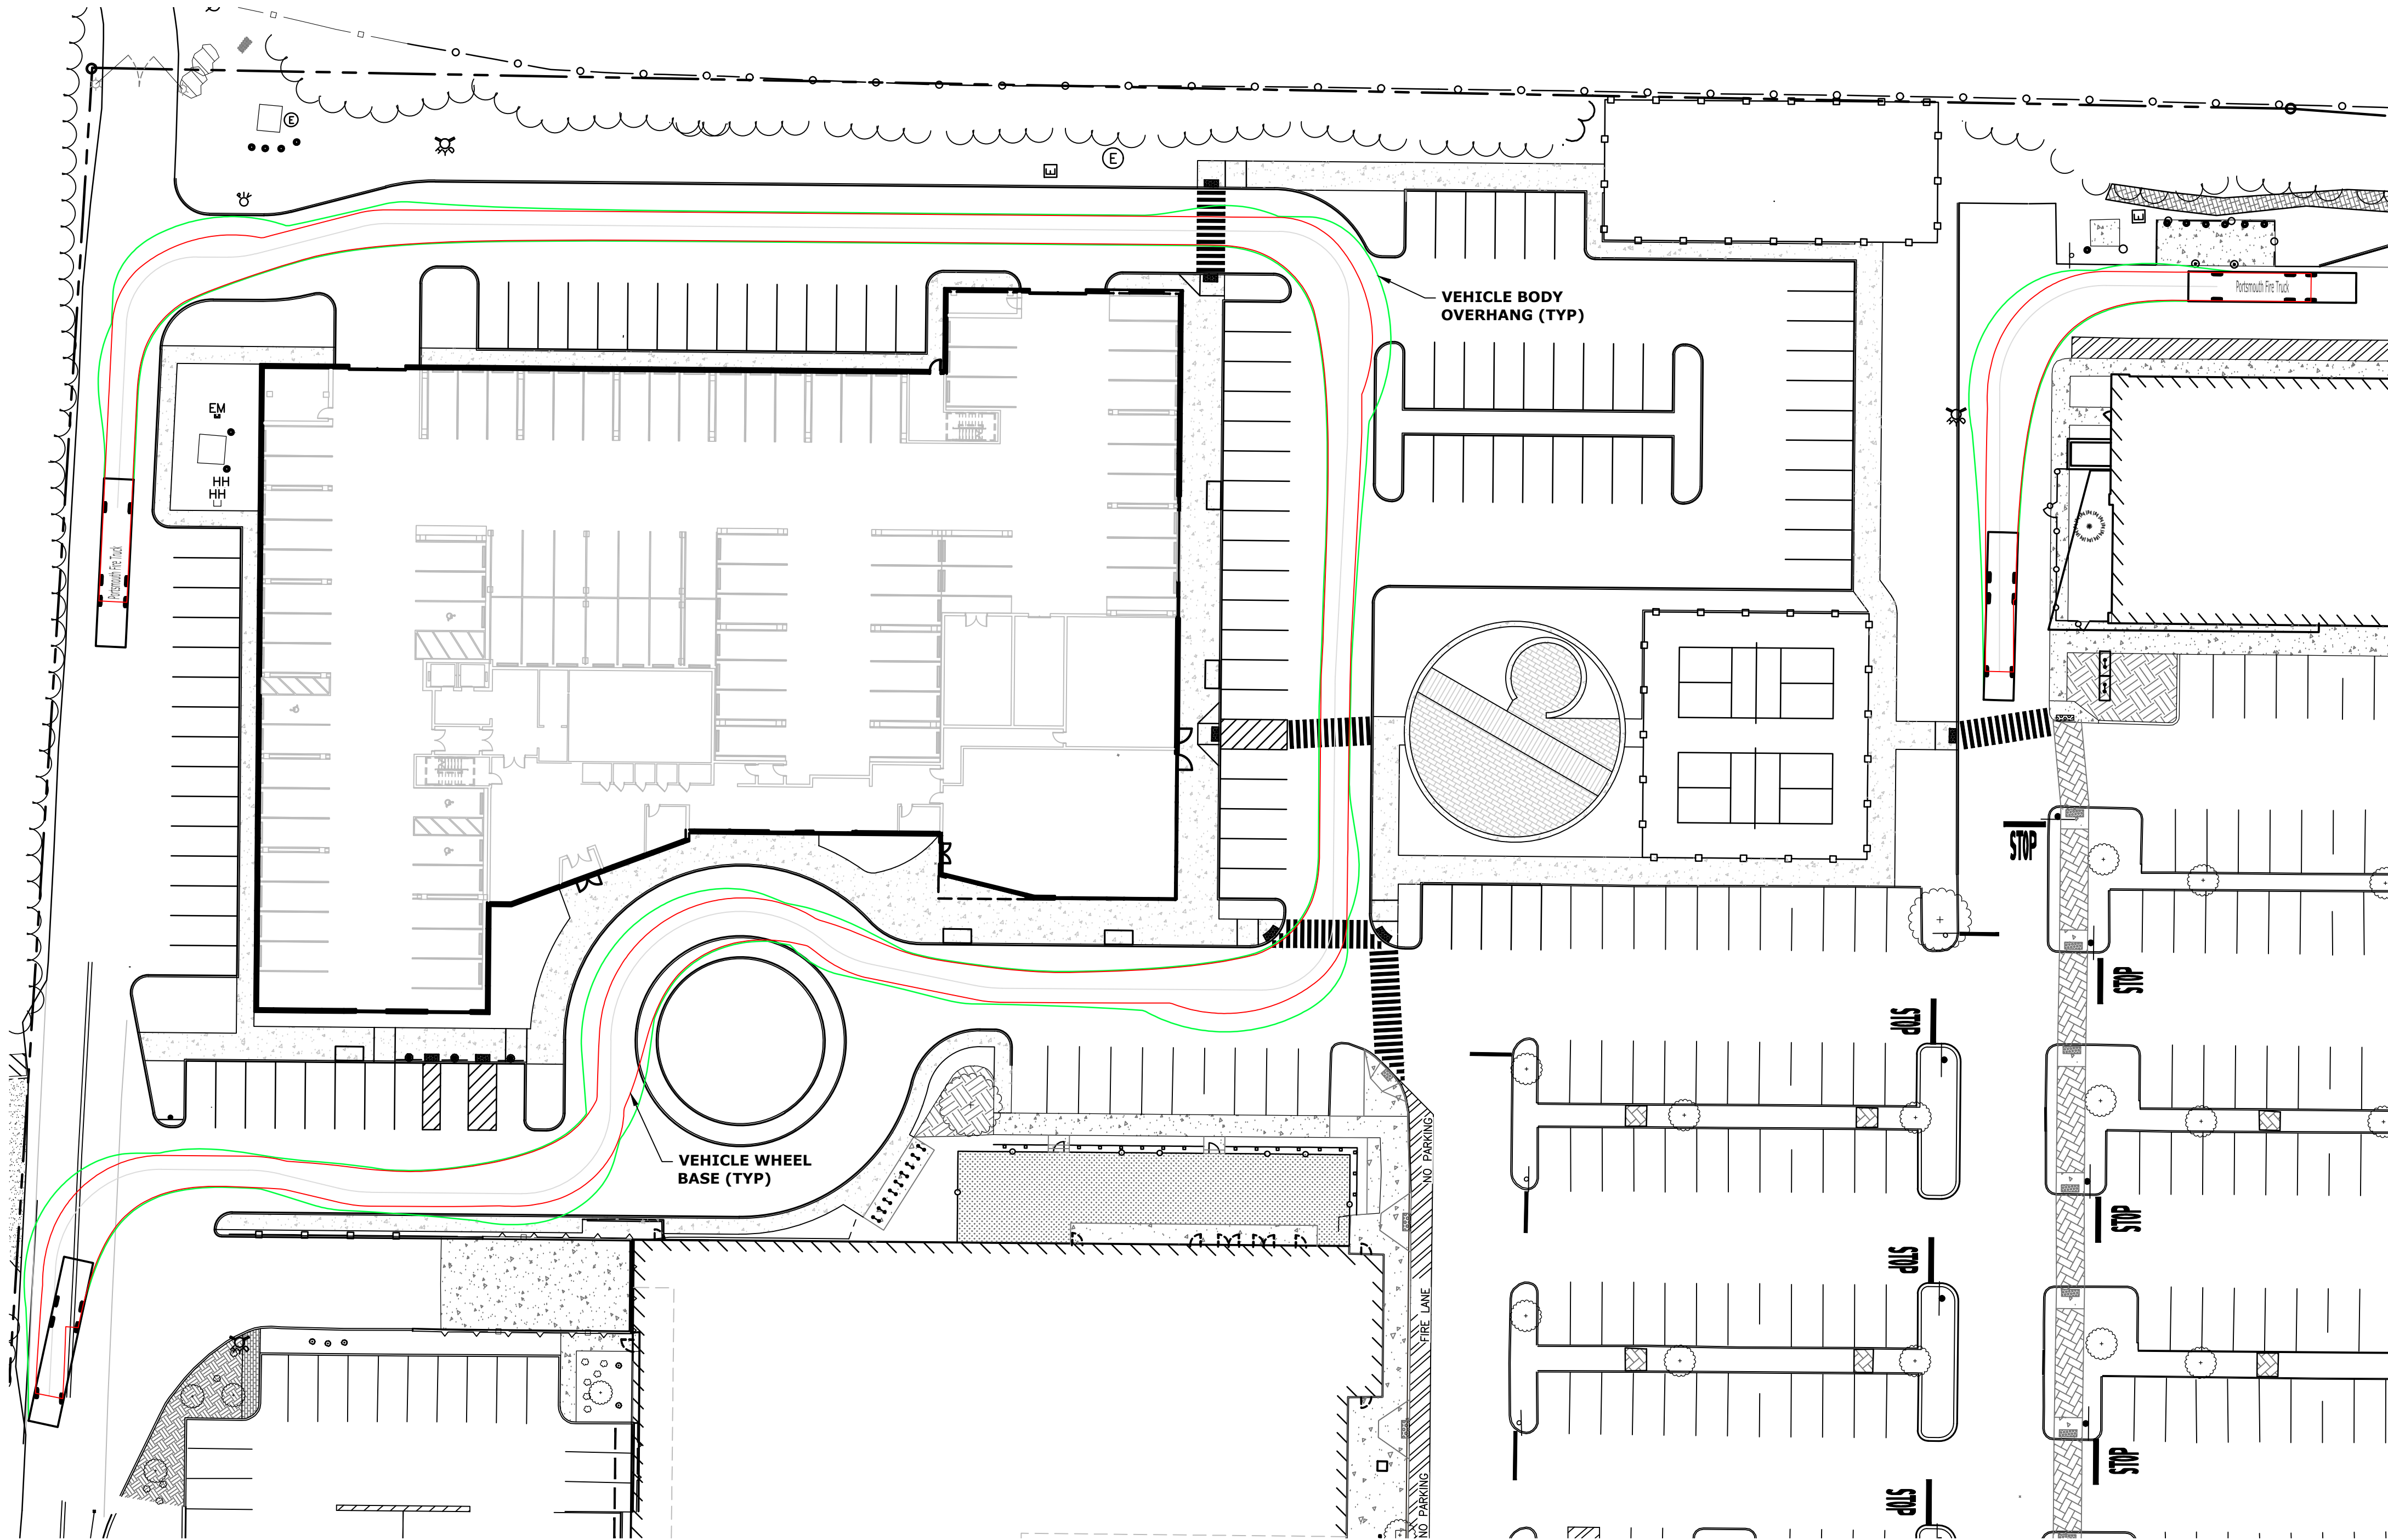 E
E
E
E
Portsmouth Fire Truck
VEHICLE BODY
OVERHANG (TYP)
EM
HH
HH
Portsmouth Fire Truck
STOP
STOP
STOP
NO PARKING
VEHICLE WHEEL
BASE (TYP)
STOP
STOP
FIRE LANE
STOP
NO PARKING
STOP